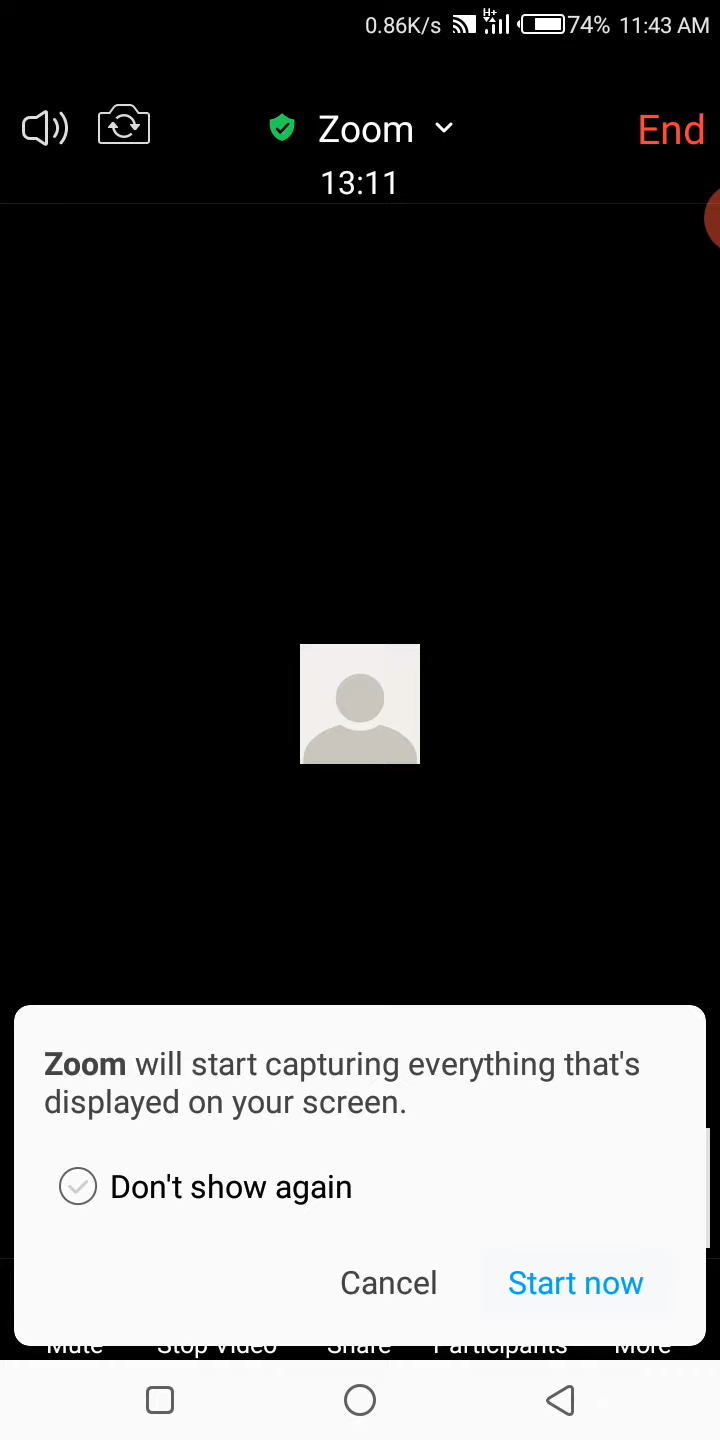 0.86K/s H+ 74% 11:43 AM
Zoom End
13:11
Zoom will start capturing everything that's
displayed on your screen.
Don't show again
Cancel Start now
Mute Stop Video Share Participants More